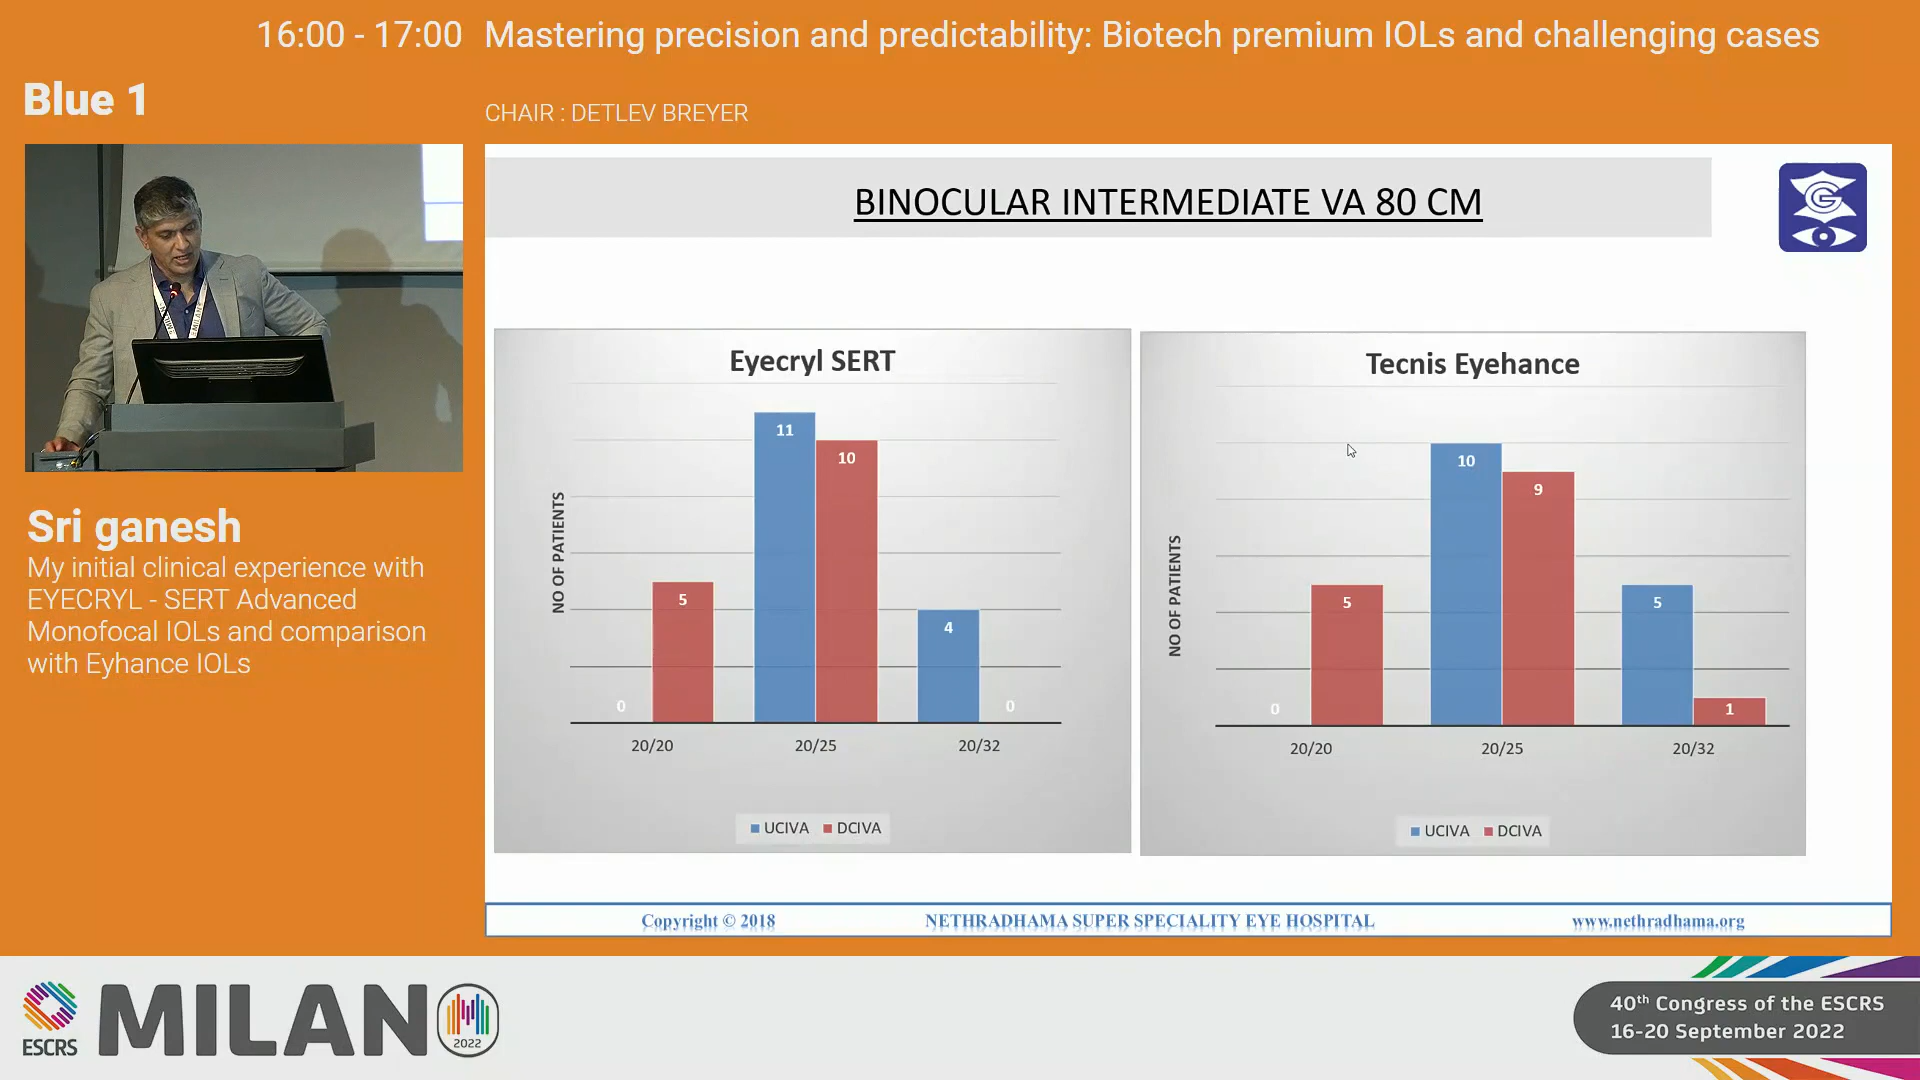 16:00 - 17:00 Mastering precision and predictability: Biotech premium IOLs and challenging cases
Blue 1
CHAIR : DETLEV BREYER
Sri ganesh
My initial clinical experience with
EYECRYL - SERT Advanced
Monofocal IOLs and comparison
with Eyhance IOLs
BINOCULAR INTERMEDIATE VA 80 CM
G
Eyecryl SERT
NO OF PATIENTS
0
5
11
10
4
0
20/20
20/25
20/32
UCIVA DCIVA
Tecnis Eyehance
NO OF PATIENTS
0
5
10
9
5
1
20/20
20/25
20/32
UCIVA DCIVA
Copyright © 2018 NETHRADHAMA SUPER SPECIALITY EYE HOSPITAL www.nethradhama.org
ESCRS
MILANO
2022
40th Congress of the ESCRS
16-20 September 2022